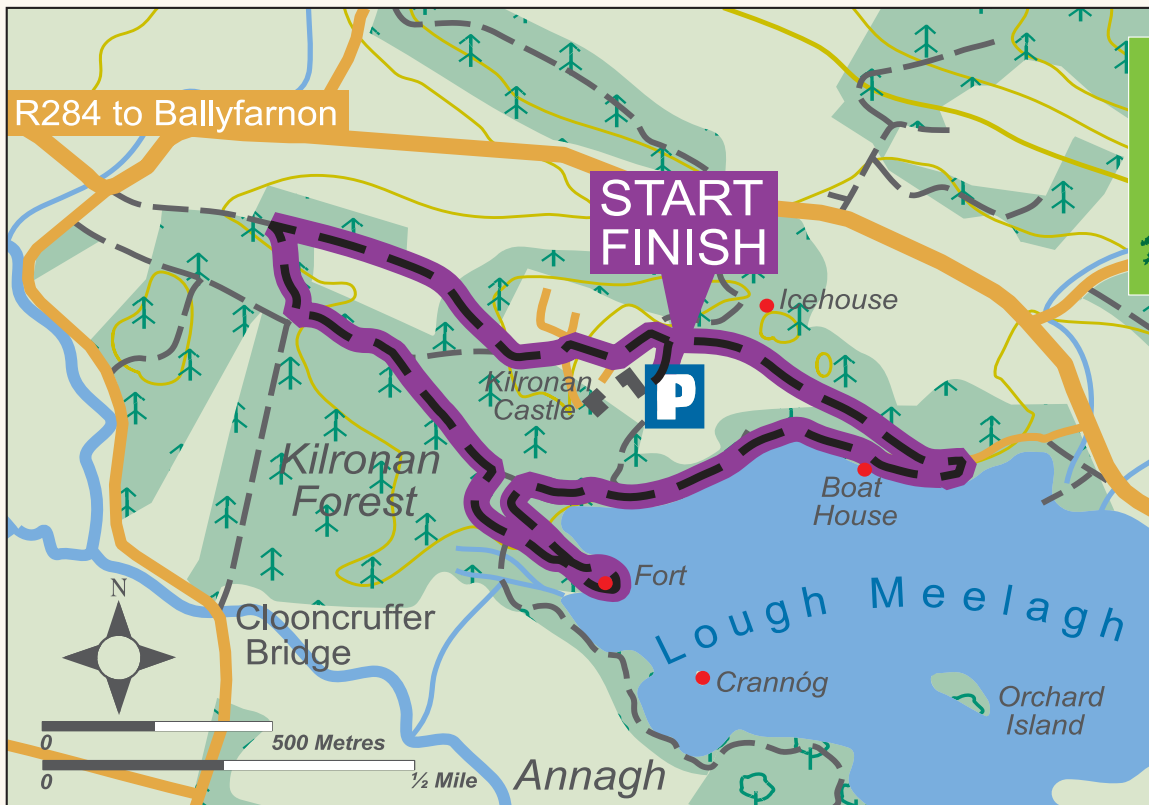 R284 to Ballyfarnon
START
FINISH
Icehouse
Kilronan
Castle
P
Kilronan
Forest
Boat
House
Fort
N
Clooncruffer
Bridge
Lough Meelagh
Crannóg
Orchard
Island
0
500 Metres
0
½ Mile
Annagh